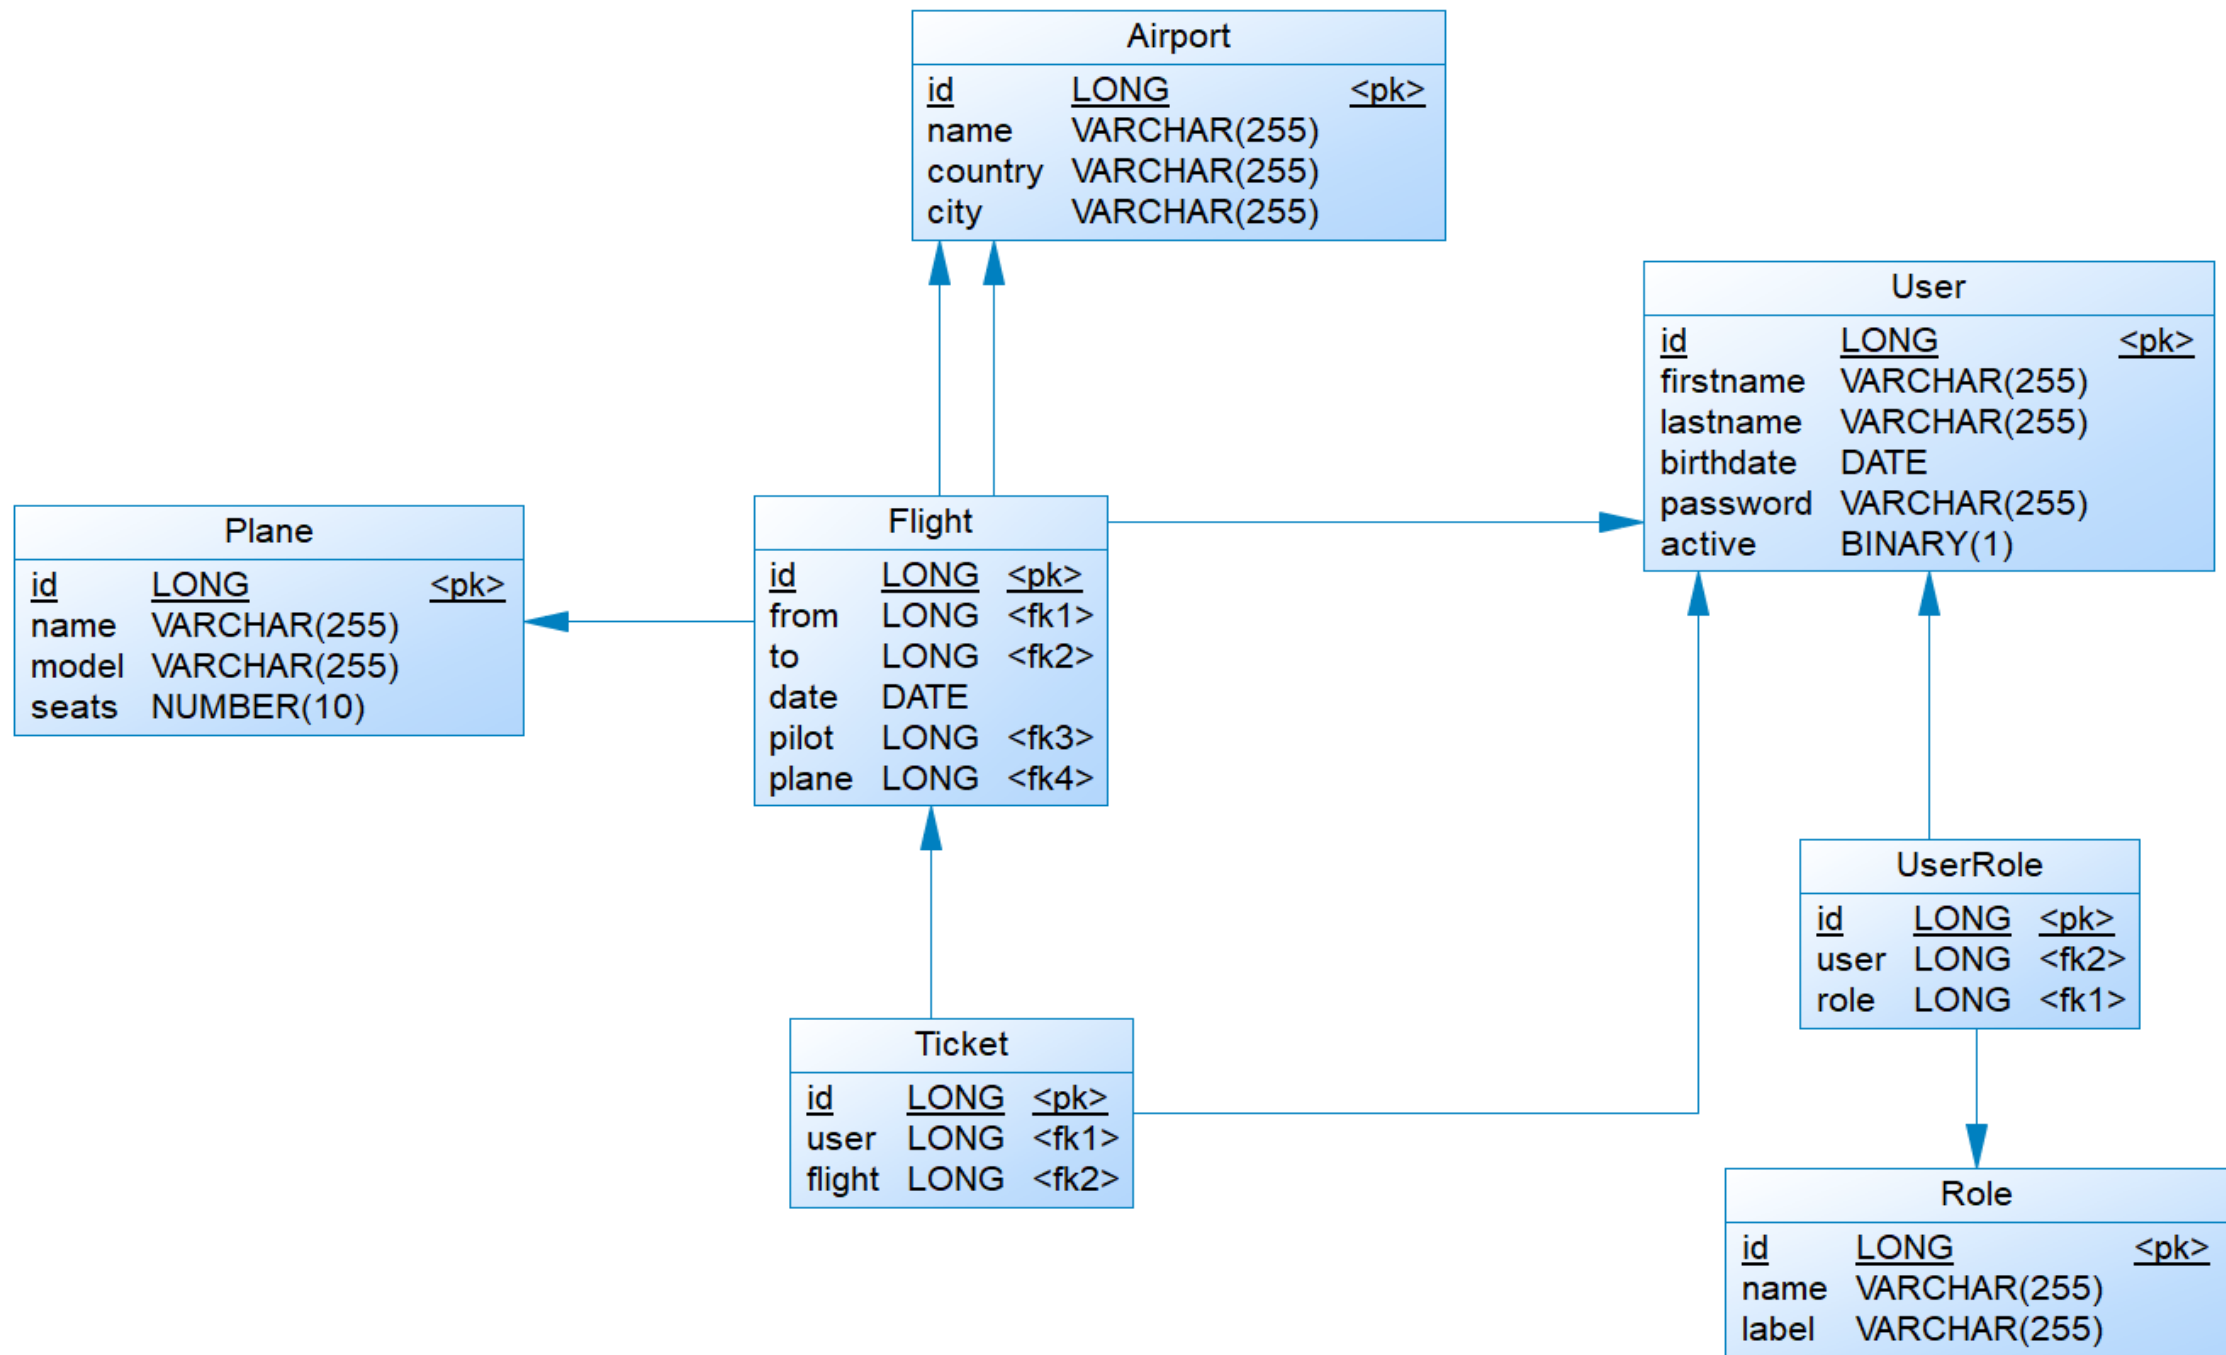 Airport
id LONG <pk>
name VARCHAR(255)
country VARCHAR(255)
city VARCHAR(255)
User
id LONG <pk>
firstname VARCHAR(255)
lastname VARCHAR(255)
birthdate DATE
password VARCHAR(255)
active BINARY(1)
Plane
id LONG <pk>
name VARCHAR(255)
model VARCHAR(255)
seats NUMBER(10)
Flight
id LONG <pk>
from LONG <fk1>
to LONG <fk2>
date DATE
pilot LONG <fk3>
plane LONG <fk4>
UserRole
id LONG <pk>
user LONG <fk2>
role LONG <fk1>
Ticket
id LONG <pk>
user LONG <fk1>
flight LONG <fk2>
Role
id LONG <pk>
name VARCHAR(255)
label VARCHAR(255)